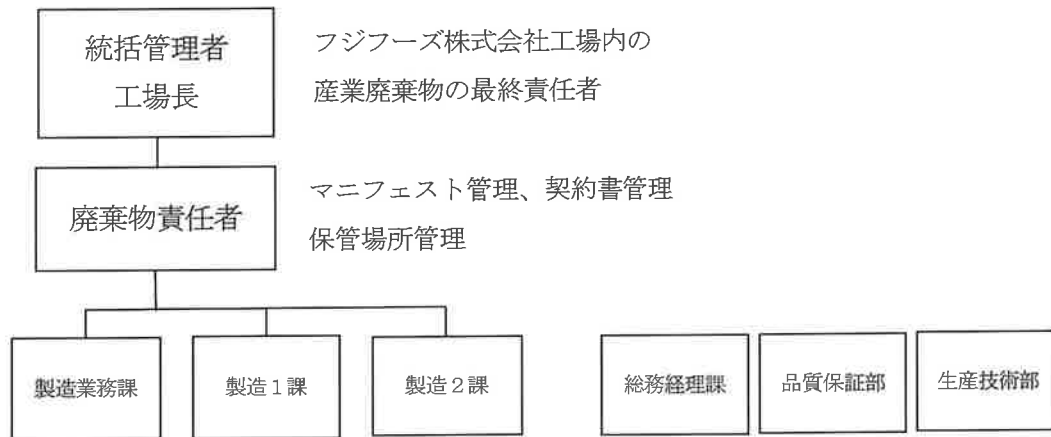 統括管理者
工場長
フジフーズ株式会社工場内の
産業廃棄物の最終責任者
廃棄物責任者
マニフェスト管理、契約書管理
保管場所管理
製造業務課
製造1課
製造2課
総務経理課
品質保証部
生産技術部